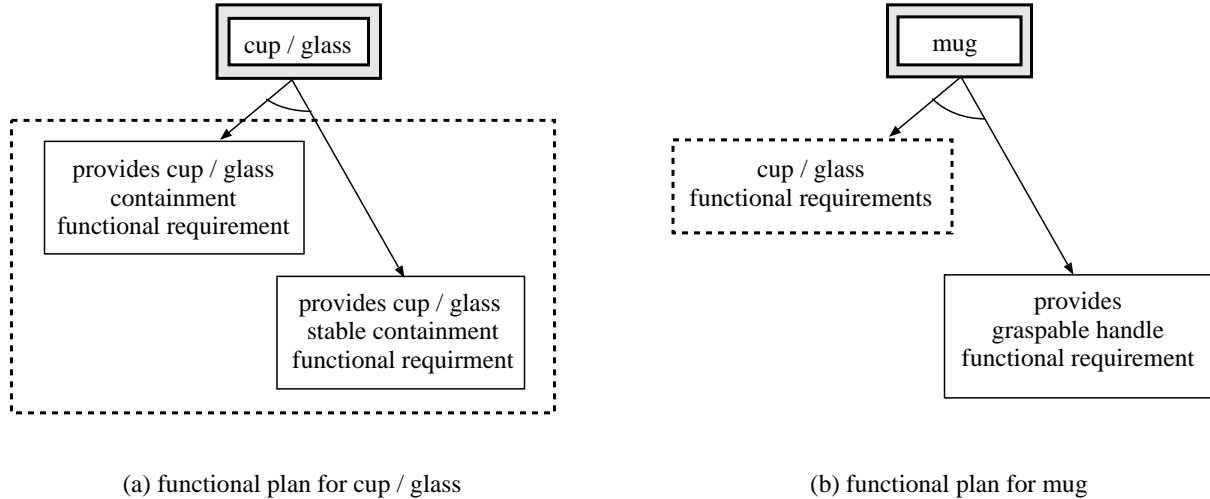 cup / glass
provides cup / glass
containment
functional requirement
provides cup / glass
stable containment
functional requirment
(a) functional plan for cup / glass
mug
cup / glass
functional requirements
provides
graspable handle
functional requirement
(b) functional plan for mug